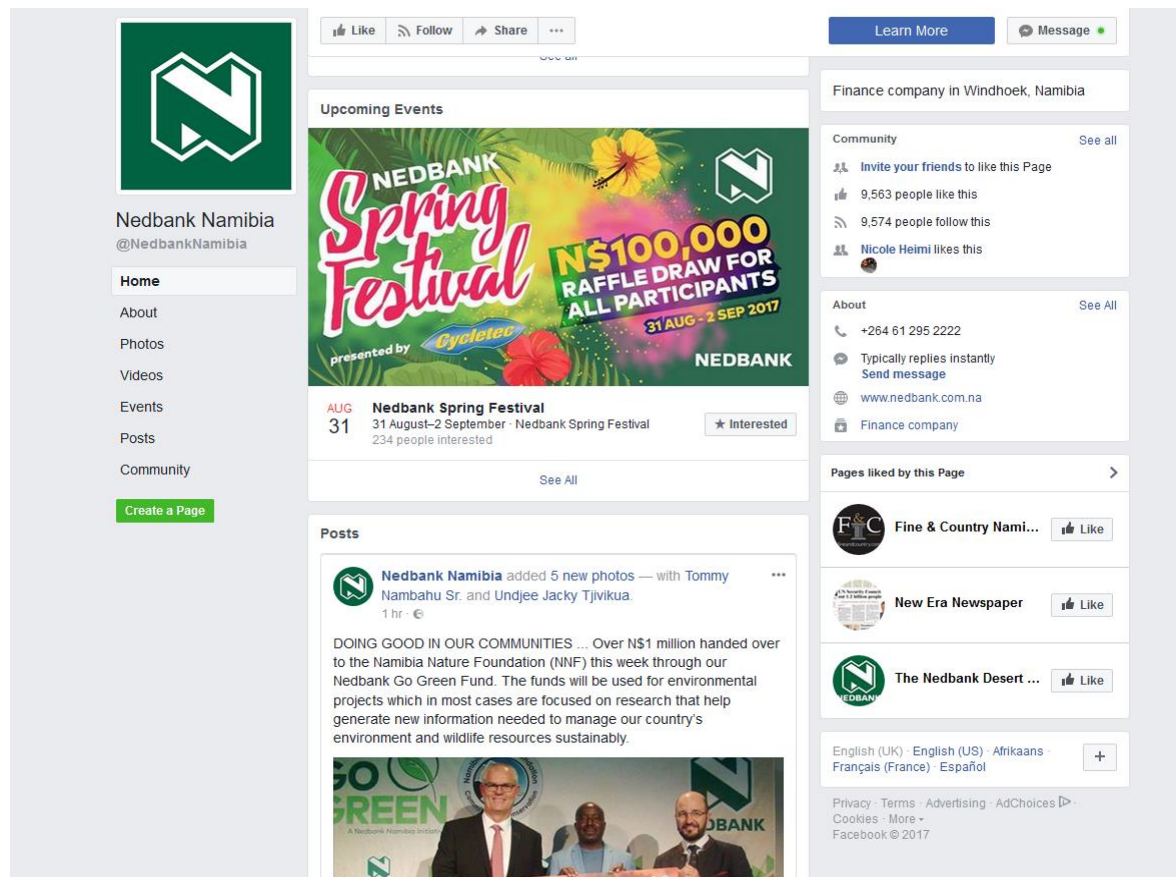 Like Follow Share ...
Learn More Message
See all
Nedbank Namibia
@NedbankNamibia
Home
About
Photos
Videos
Events
Posts
Community
Create a Page
Upcoming Events
NEDBANK
Spring
Festival
presented by Cycletec
N$100,000
RAFFLE DRAW FOR
ALL PARTICIPANTS
31 AUG - 2 SEP 2017
NEDBANK
AUG
31
Nedbank Spring Festival
31 August–2 September · Nedbank Spring Festival
234 people interested
Interested
See All
Posts
Nedbank Namibia added 5 new photos — with Tommy
Nambahu Sr. and Undjee Jacky Tjivikua.
1 hr ·
DOING GOOD IN OUR COMMUNITIES ... Over N$1 million handed over
to the Namibia Nature Foundation (NNF) this week through our
Nedbank Go Green Fund. The funds will be used for environmental
projects which in most cases are focused on research that help
generate new information needed to manage our country's
environment and wildlife resources sustainably.
GO
GREEN
A Nedbank Namibia Initiative
DBANK
Finance company in Windhoek, Namibia
Community See all
Invite your friends to like this Page
9,563 people like this
9,574 people follow this
Nicole Heimi likes this
About See All
+264 61 295 2222
Typically replies instantly
Send message
www.nedbank.com.na
Finance company
Pages liked by this Page
F&C
Fine & Country Nami... Like
New Era Newspaper Like
The Nedbank Desert ... Like
NEDBANK
English (UK) · English (US) · Afrikaans ·
Français (France) · Español
+
Privacy · Terms · Advertising · AdChoices ·
Cookies · More
Facebook © 2017